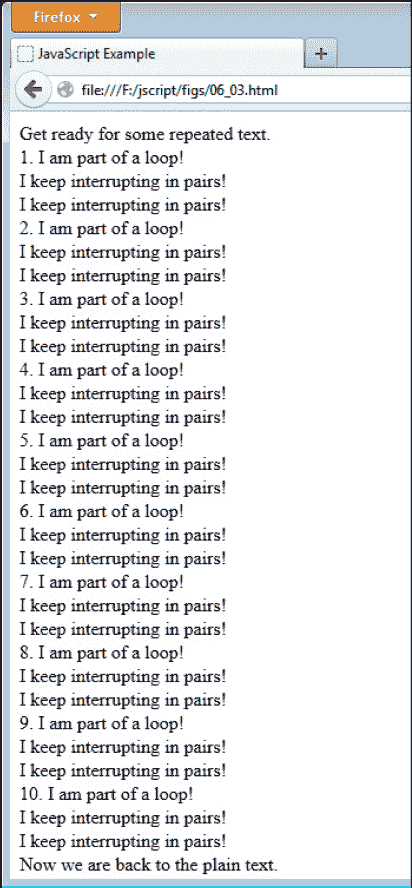 Firefox
JavaScript Example
+
file:///F:/jscript/figs/06_03.html
Get ready for some repeated text.
1. I am part of a loop!
I keep interrupting in pairs!
I keep interrupting in pairs!
2. I am part of a loop!
I keep interrupting in pairs!
I keep interrupting in pairs!
3. I am part of a loop!
I keep interrupting in pairs!
I keep interrupting in pairs!
4. I am part of a loop!
I keep interrupting in pairs!
I keep interrupting in pairs!
5. I am part of a loop!
I keep interrupting in pairs!
I keep interrupting in pairs!
6. I am part of a loop!
I keep interrupting in pairs!
I keep interrupting in pairs!
7. I am part of a loop!
I keep interrupting in pairs!
I keep interrupting in pairs!
8. I am part of a loop!
I keep interrupting in pairs!
I keep interrupting in pairs!
9. I am part of a loop!
I keep interrupting in pairs!
I keep interrupting in pairs!
10. I am part of a loop!
I keep interrupting in pairs!
I keep interrupting in pairs!
Now we are back to the plain text.